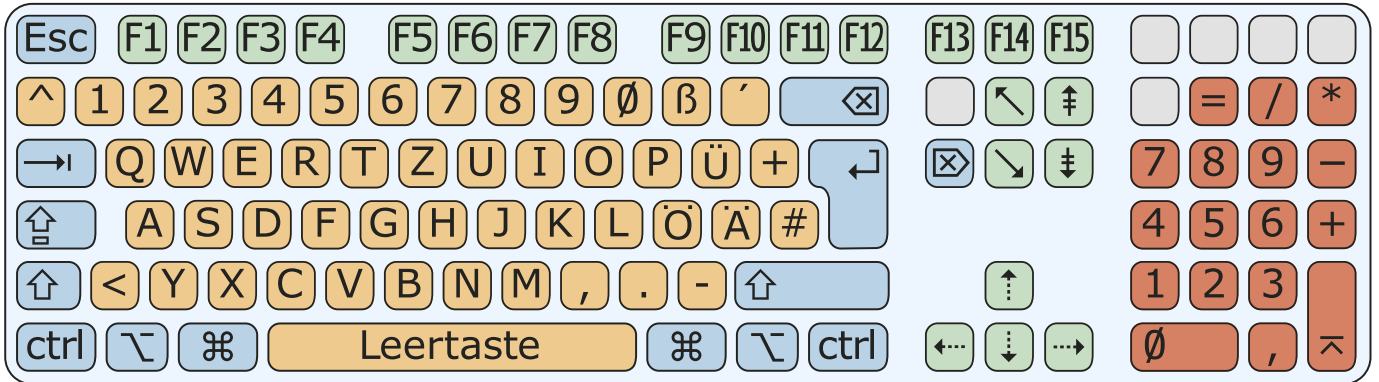 Esc F1 F2 F3 F4 F5 F6 F7 F8 F9 F10 F11 F12 F13 F14 F15
^ 1 2 3 4 5 6 7 8 9 Ø ß ´ = / *
Q W E R T Z U I O P Ü + 7 8 9 −
A S D F G H J K L Ö Ä # 4 5 6 +
< Y X C V B N M , . - 1 2 3
ctrl ⌥ ⌘ Leertaste ⌘ ⌥ ctrl Ø ,